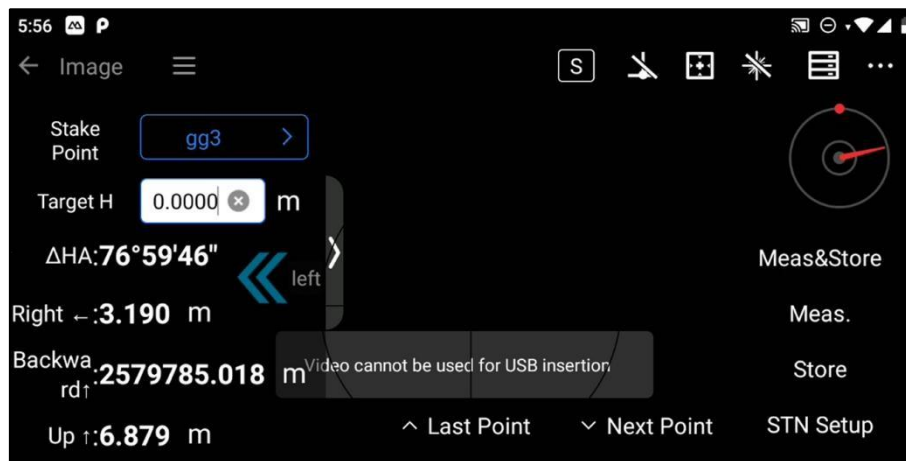 5:56
Image
S
Stake
Point
gg3
Target H
0.0000
m
ΔHA:76°59'46"
left
Meas&Store
Right ←:3.190 m
Meas.
Backwa
rd↑
:2579785.018 m
Video cannot be used for USB insertion
Store
Up ↑:6.879 m
Last Point
Next Point
STN Setup